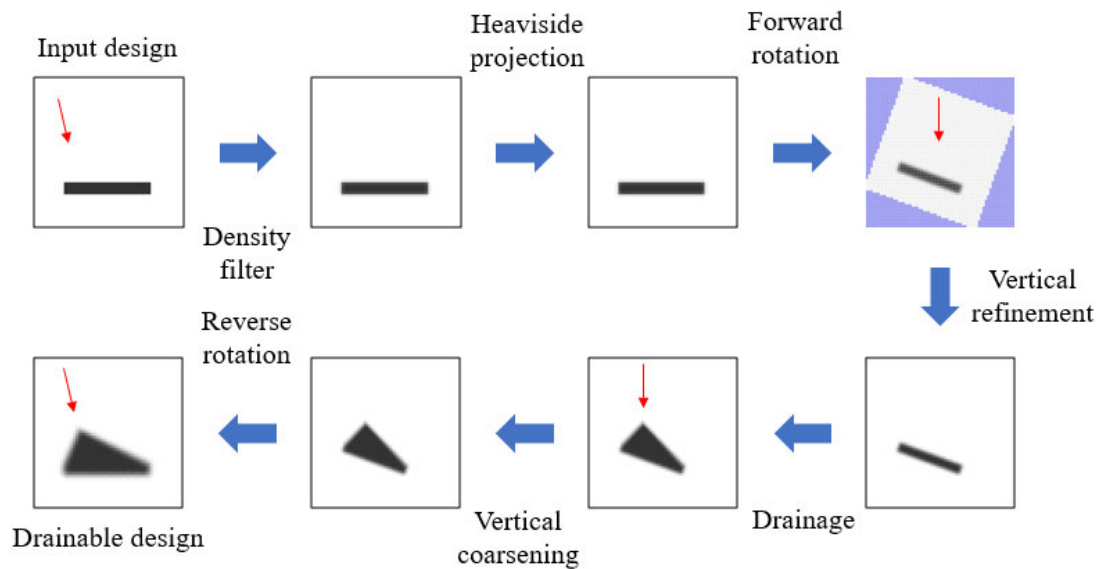 Input design
Density
filter
Heaviside
projection
Forward
rotation
Vertical
refinement
Drainage
Vertical
coarsening
Reverse
rotation
Drainable design